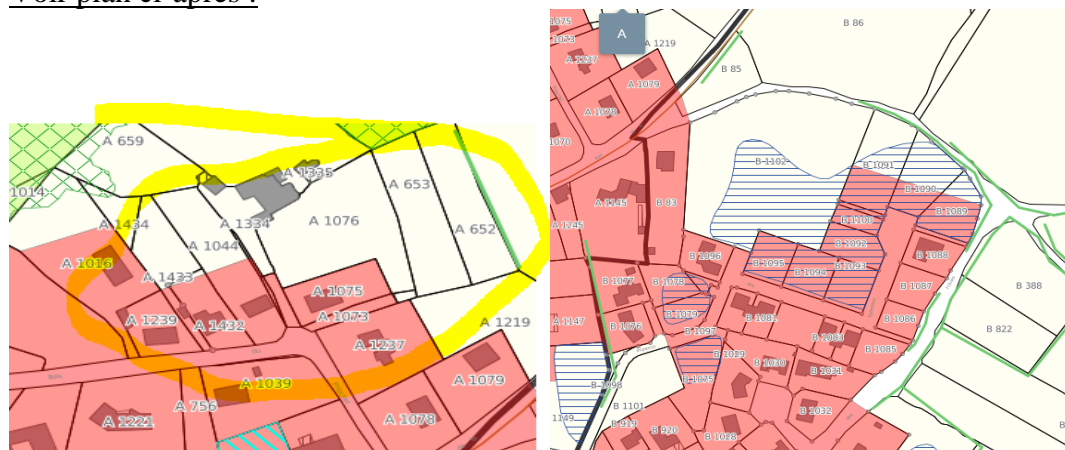 Voir plan ci-après :
A 659
1014
A 1335
A 653
A 1434
A 1334
A 1076
A 652
A 1044
A 1016
A 1433
A 1075
A 1073
A 1239
A 1432
A 1219
A 1237
A 1039
A 1079
A 756
A 1221
A 1078
A
1075
1073
A 1219
B 86
A 1237
B 85
A 1079
A 1078
1070
B 1102
B 1091
B 1090
A 1145
B 83
B 1089
B 1100
A 1245
B 1092
B 1096
B 1088
B 1095
B 1093
B 1094
B 1077
B 1078
B 1087
B 388
B 1079
B 1081
A 1147
B 1076
B 1097
B 1086
B 822
B 1083
B 1085
B 1029
B 1030
B 1031
B 1098
B 1075
B 1101
1149
B 919
B 920
B 1028
B 1032
B